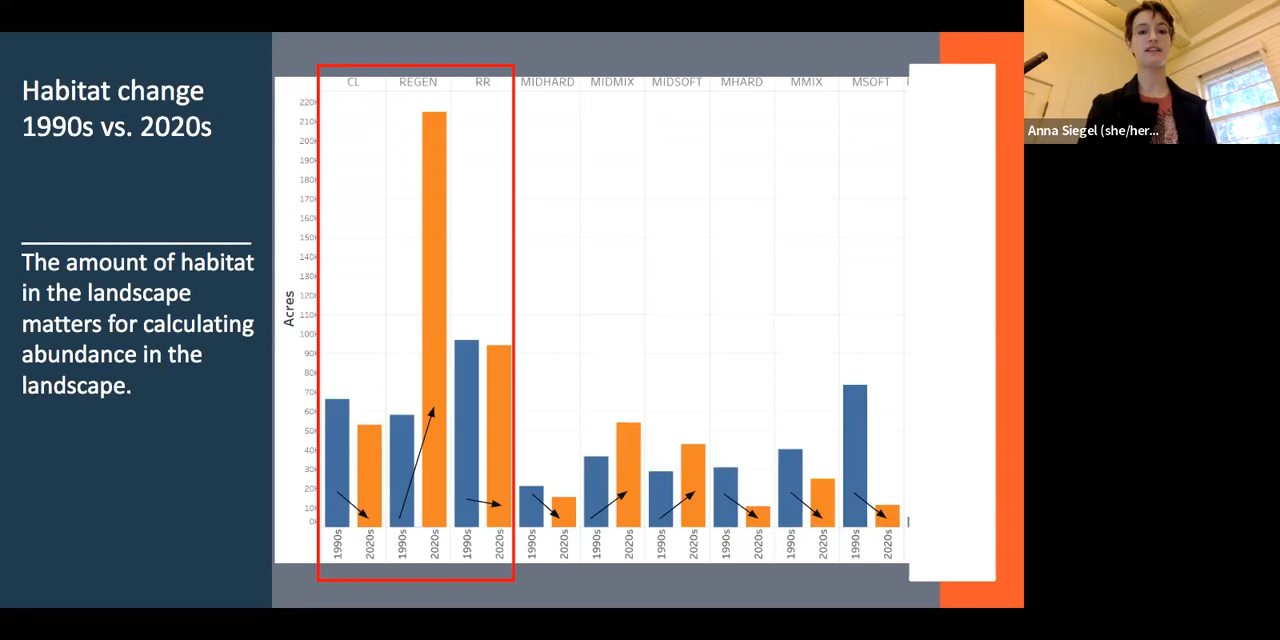 Habitat change
1990s vs. 2020s
The amount of habitat
in the landscape
matters for calculating
abundance in the
landscape.
CL REGEN RR MIDHARD MIDMIX MIDSOFT MHARD MMIX MSOFT
Acres
220K
210K
200K
190K
180K
170K
160K
150K
140K
130K
120K
110K
100K
90K
80K
70K
60K
50K
40K
30K
20K
10K
0K
1990s 2020s 1990s 2020s 1990s 2020s 1990s 2020s 1990s 2020s 1990s 2020s 1990s 2020s 1990s 2020s 1990s 2020s
Anna Siegel (she/her...